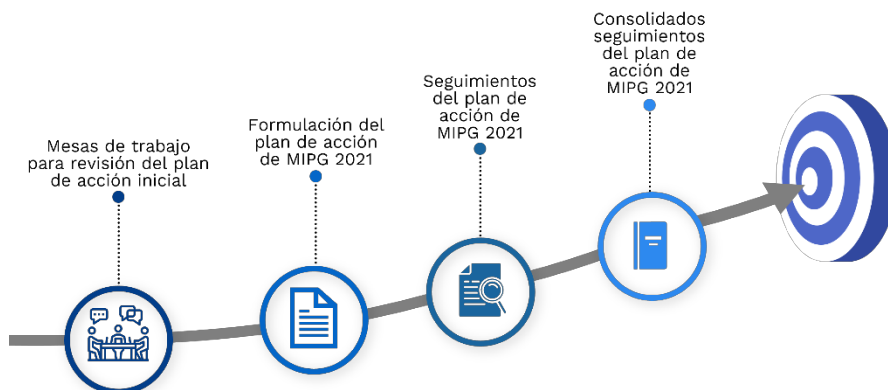 Mesas de trabajo
para revisión del plan
de acción inicial
Formulación del
plan de acción
de MIPG 2021
Seguimientos
del plan de
acción de
MIPG 2021
Consolidados
seguimientos
del plan de
acción de
MIPG 2021